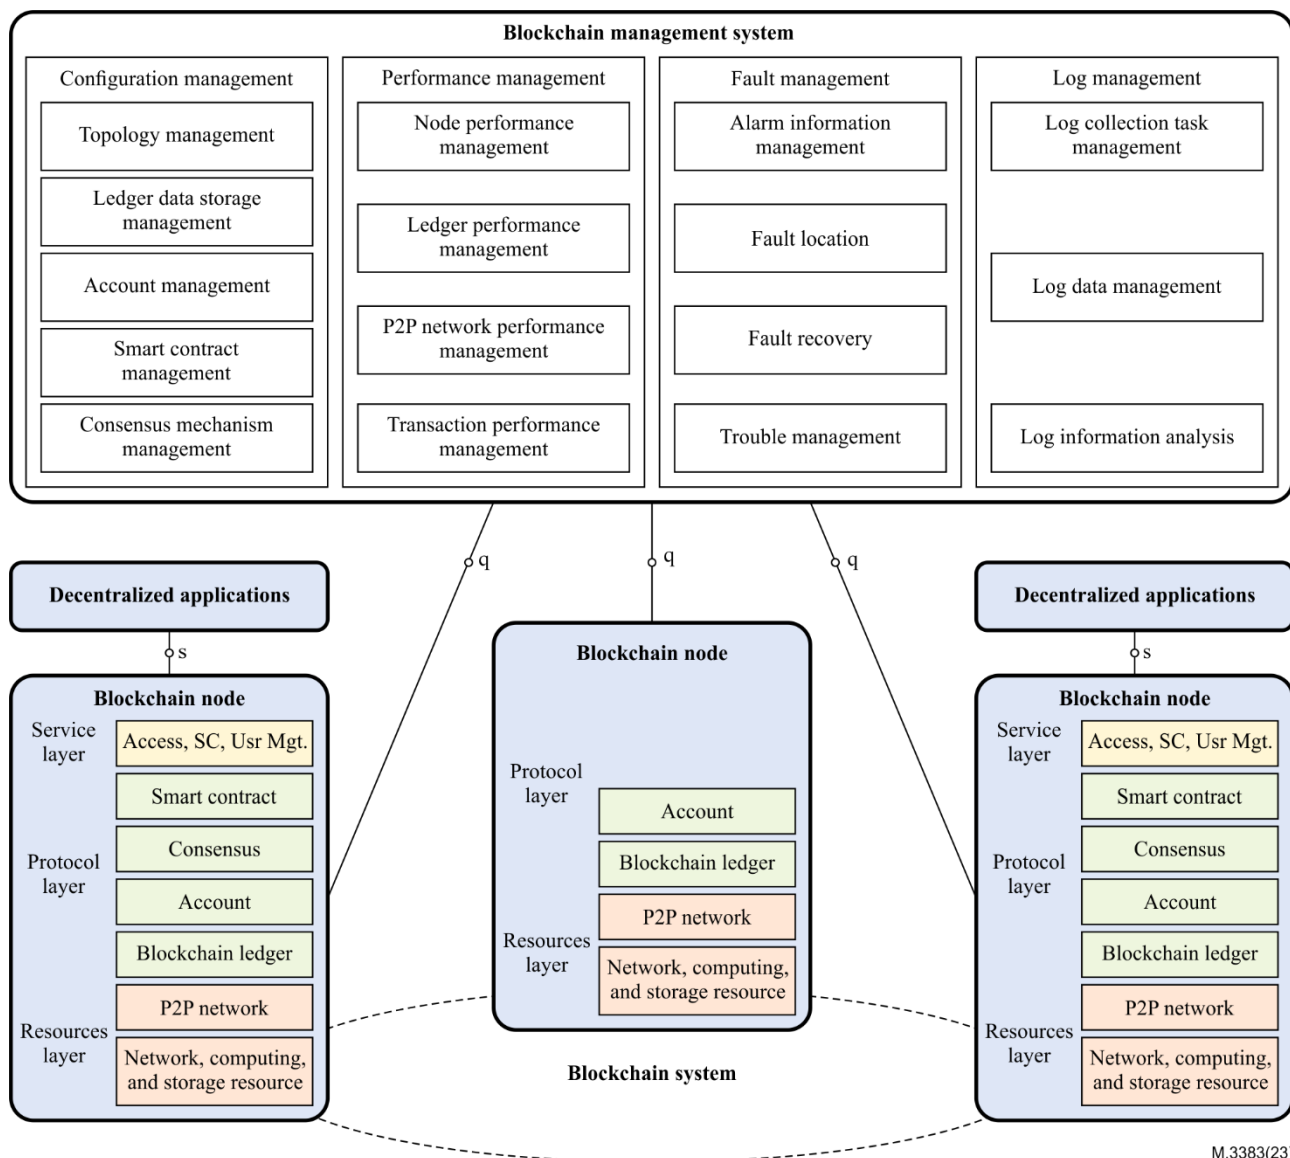 Blockchain management system
Configuration management
Topology management
Ledger data storage
management
Account management
Smart contract
management
Consensus mechanism
management
Performance management
Node performance
management
Ledger performance
management
P2P network performance
management
Transaction performance
management
Fault management
Alarm information
management
Fault location
Fault recovery
Trouble management
Log management
Log collection task
management
Log data management
Log information analysis
q
q
q
Decentralized applications
s
Blockchain node
Service
layer
Access, SC, Usr Mgt.
Smart contract
Protocol
layer
Consensus
Account
Blockchain ledger
Resources
layer
P2P network
Network, computing,
and storage resource
Blockchain node
Protocol
layer
Account
Blockchain ledger
Resources
layer
P2P network
Network, computing,
and storage resource
Blockchain system
Decentralized applications
s
Blockchain node
Service
layer
Access, SC, Usr Mgt.
Smart contract
Protocol
layer
Consensus
Account
Blockchain ledger
Resources
layer
P2P network
Network, computing,
and storage resource
M.3383(23)